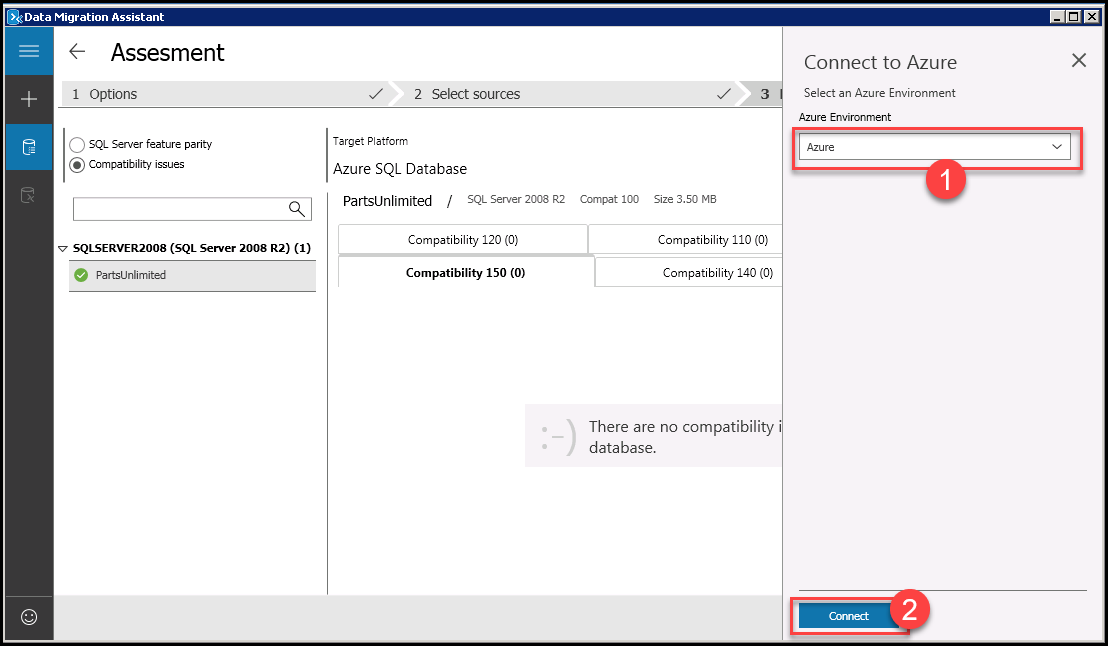 Data Migration Assistant
Assesment
1 Options
2 Select sources
3
SQL Server feature parity
Compatibility issues
SQLSERVER2008 (SQL Server 2008 R2) (1)
PartsUnlimited
Target Platform
Azure SQL Database
PartsUnlimited / SQL Server 2008 R2 Compat 100 Size 3.50 MB
Compatibility 120 (0) Compatibility 110 (0)
Compatibility 150 (0) Compatibility 140 (0)
:-) There are no compatibility
database.
Connect to Azure
Select an Azure Environment
Azure Environment
Azure
1
Connect
2